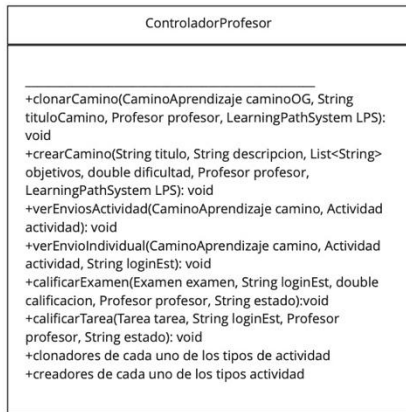 ControladorProfesor
+clonarCamino(CaminoAprendizaje caminoOG, String
tituloCamino, Profesor profesor, LearningPathSystem LPS):
void
+crearCamino(String titulo, String descripcion, List<String>
objetivos, double dificultad, Profesor profesor,
LearningPathSystem LPS): void
+verEnviosActividad(CaminoAprendizaje camino, Actividad
actividad): void
+verEnvioIndividual(CaminoAprendizaje camino, Actividad
actividad, String loginEst): void
+calificarExamen(Examen examen, String loginEst, double
calificacion, Profesor profesor, String estado):void
+calificarTarea(Tarea tarea, String loginEst, Profesor
profesor, String estado): void
+clonadores de cada uno de los tipos de actividad
+creadores de cada uno de los tipos actividad